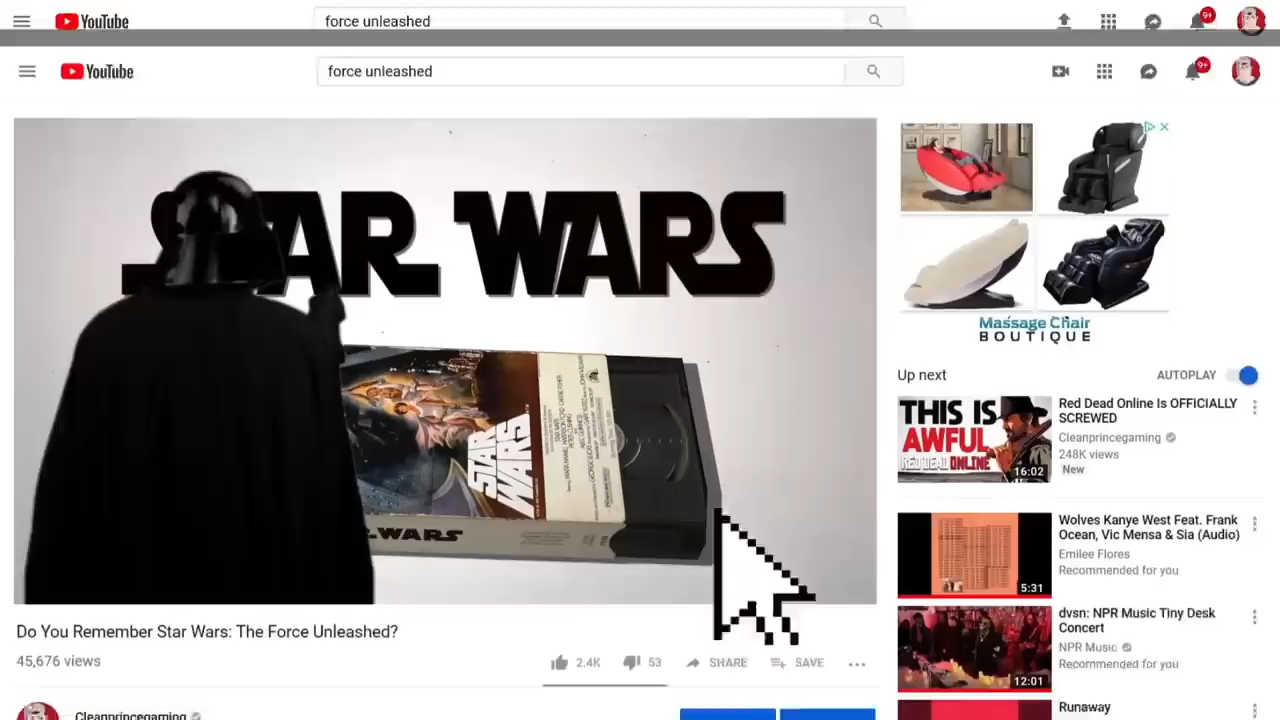 YouTube
force unleashed
9+
YouTube
force unleashed
9+
STAR WARS
STAR
WARS
WARS
Massage Chair
BOUTIQUE
Up next
AUTOPLAY
THIS IS
AWFUL
RED DEAD ONLINE
16:02
Red Dead Online Is OFFICIALLY
SCREWED
Cleanprincegaming
248K views
New
5:31
Wolves Kanye West Feat. Frank
Ocean, Vic Mensa & Sia (Audio)
Emilee Flores
Recommended for you
12:01
dvsn: NPR Music Tiny Desk
Concert
NPR Music
Recommended for you
Runaway
Do You Remember Star Wars: The Force Unleashed?
45,676 views
2.4K
53
SHARE
SAVE
Cleanprincegaming